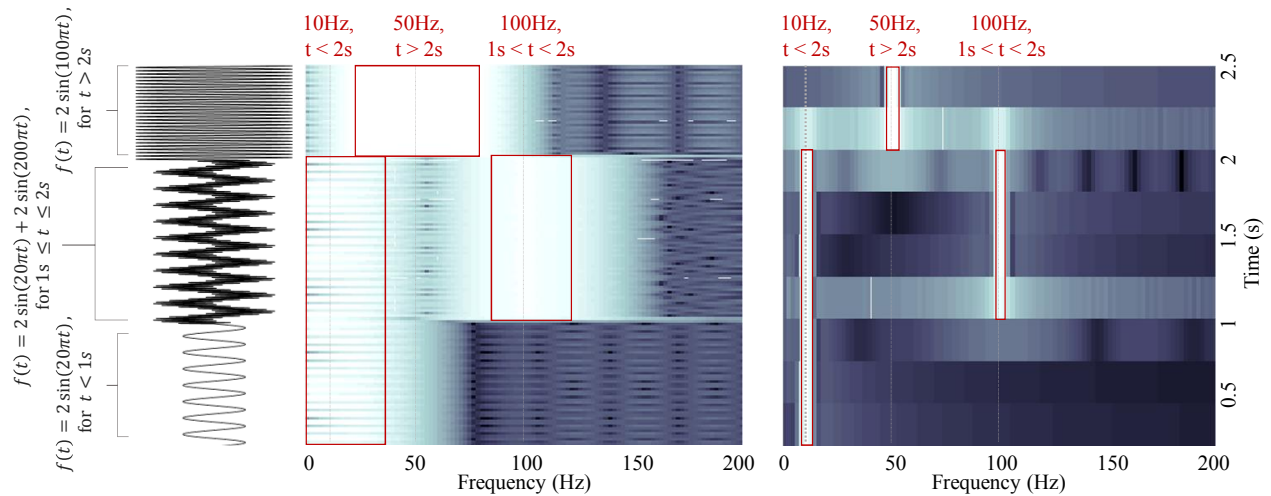 f(t) = 2 sin(100πt),
for t > 2s
f(t) = 2 sin(20πt) + 2 sin(200πt),
for 1s ≤ t ≤ 2s
f(t) = 2 sin(20πt),
for t < 1s
10Hz,
t < 2s
50Hz,
t > 2s
100Hz,
1s < t < 2s
0 50 100 150 200
Frequency (Hz)
10Hz,
t < 2s
50Hz,
t > 2s
100Hz,
1s < t < 2s
2.5
2
1.5
1
0.5
Time (s)
0 50 100 150 200
Frequency (Hz)